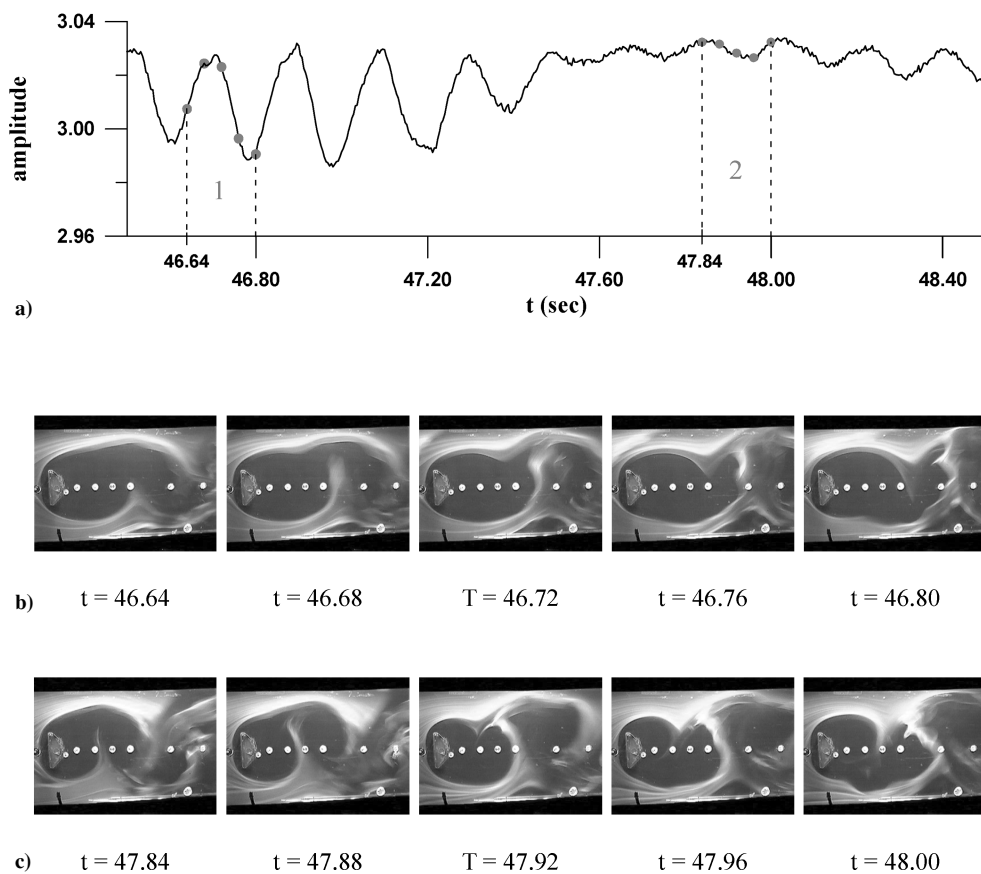 a)
3.04
3.00
2.96
amplitude
1
2
46.64
46.80
47.20
47.60
47.84
48.00
48.40
t (sec)
b)
t = 46.64
t = 46.68
T = 46.72
t = 46.76
t = 46.80
c)
t = 47.84
t = 47.88
T = 47.92
t = 47.96
t = 48.00